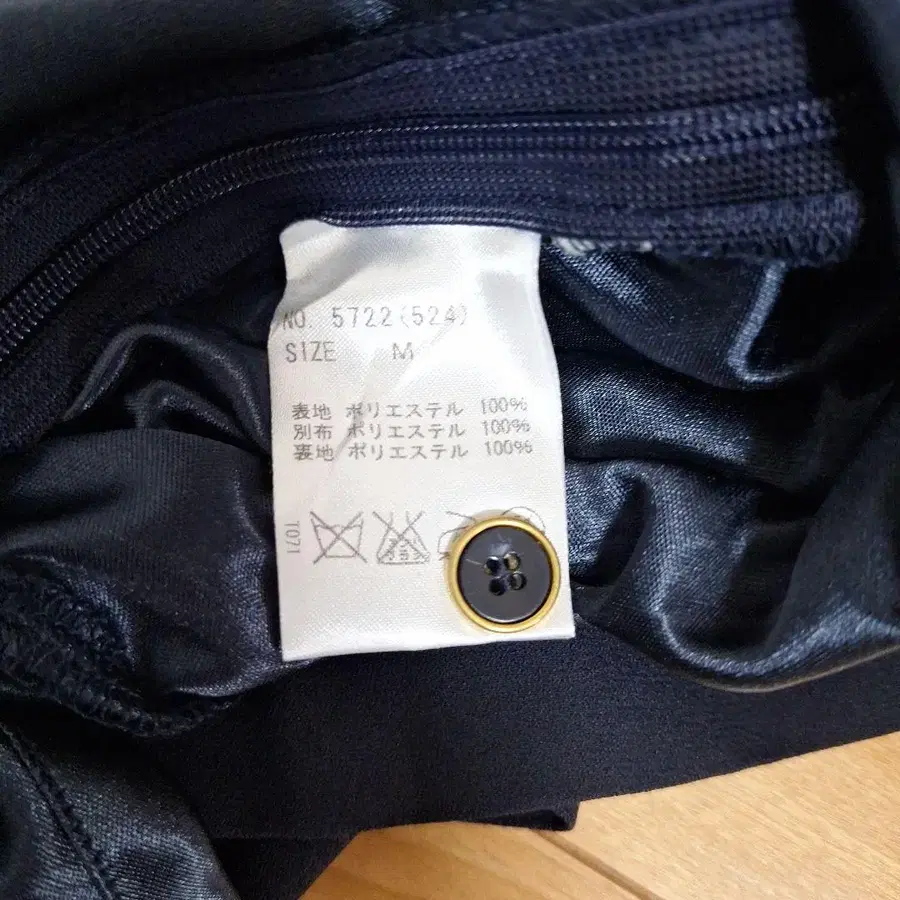 NO. 5722(524)
SIZE M
表地 ポリエステル 100%
別布 ポリエステル 100%
裏地 ポリエステル 100%
T071